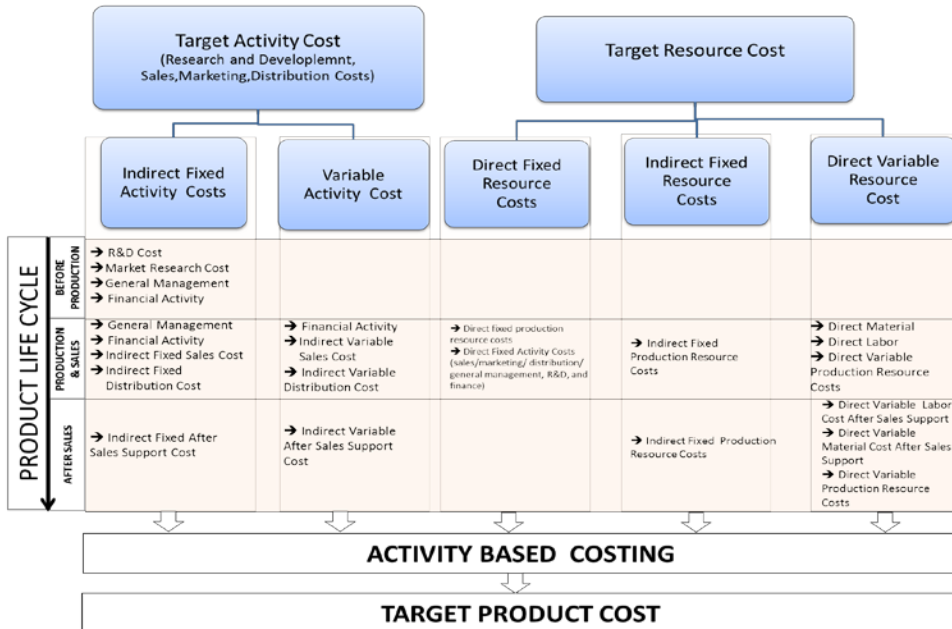 Target Activity Cost
(Research and Developlemnt,
Sales,Marketing,Distribution Costs)
Target Resource Cost
Indirect Fixed
Activity Costs
Variable
Activity Cost
Direct Fixed
Resource
Costs
Indirect Fixed
Resource
Costs
Direct Variable
Resource
Cost
PRODUCT LIFE CYCLE
BEFORE
PRODUCTION
➔ R&D Cost
➔ Market Research Cost
➔ General Management
➔ Financial Activity
PRODUCTION
& SALES
➔ General Management
➔ Financial Activity
➔ Indirect Fixed Sales Cost
➔ Indirect Fixed
Distribution Cost
➔ Financial Activity
➔ Indirect Variable
Sales Cost
➔ Indirect Variable
Distribution Cost
➔ Direct fixed production
resource costs
➔ Direct Fixed Activity Costs
(sales/marketing/ distribution/
general management, R&D, and
finance)
➔ Indirect Fixed
Production Resource
Costs
➔ Direct Material
➔ Direct Labor
➔ Direct Variable
Production Resource
Costs
AFTER SALES
➔ Indirect Fixed After
Sales Support Cost
➔ Indirect Variable
After Sales Support
Cost
➔ Indirect Fixed Production
Resource Costs
➔ Direct Variable Labor
Cost After Sales Support
➔ Direct Variable
Material Cost After Sales
Support
➔ Direct Variable
Production Resource
Costs
ACTIVITY BASED COSTING
TARGET PRODUCT COST